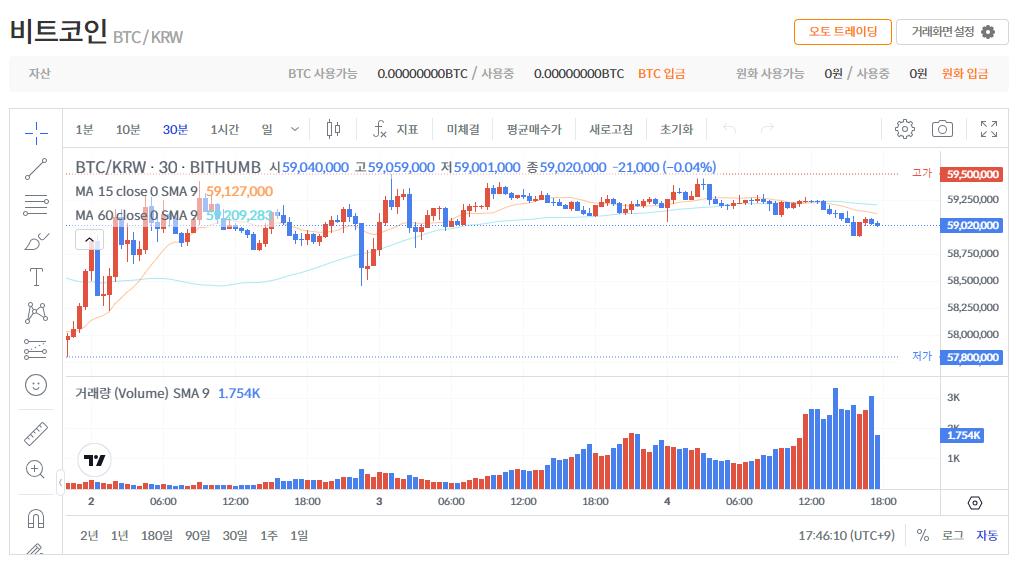 비트코인 BTC/KRW
오토 트레이딩
거래화면설정
자산
BTC 사용가능 0.00000000BTC / 사용중 0.00000000BTC BTC 입금
원화 사용가능 0원 / 사용중 0원 원화 입금
1분 10분 30분 1시간 일 지표 미체결 평균매수가 새로고침 초기화
BTC/KRW · 30 · BITHUMB 시59,040,000 고59,059,000 저59,001,000 종59,020,000 -21,000 (−0.04%)
MA 15 close 0 SMA 9 59,127,000
MA 60 close 0 SMA 9 59,209,283
고가 59,500,000
59,250,000
59,020,000
58,750,000
58,500,000
58,250,000
58,000,000
저가 57,800,000
거래량 (Volume) SMA 9 1.754K
3K
2K
1.754K
1K
2 06:00 12:00 18:00 3 06:00 12:00 18:00 4 06:00 12:00 18:00
2년 1년 180일 90일 30일 1주 1일
17:46:10 (UTC+9) % 로그 자동